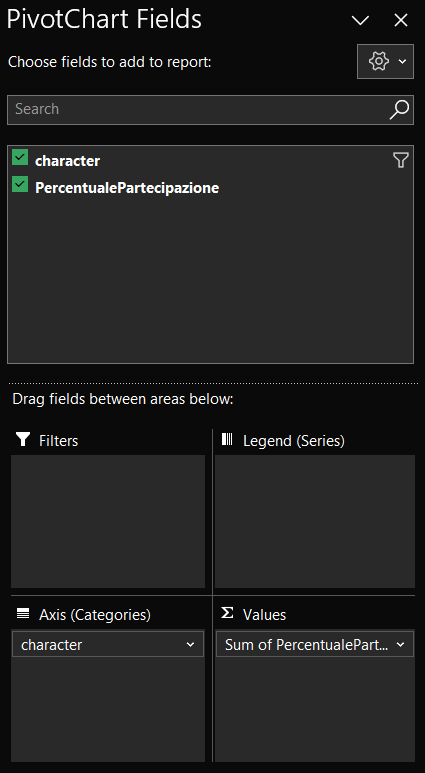 PivotChart Fields
Choose fields to add to report:
Search
character
PercentualePartecipazione
Drag fields between areas below:
Filters
Legend (Series)
Axis (Categories)
Values
character
Sum of PercentualePart...